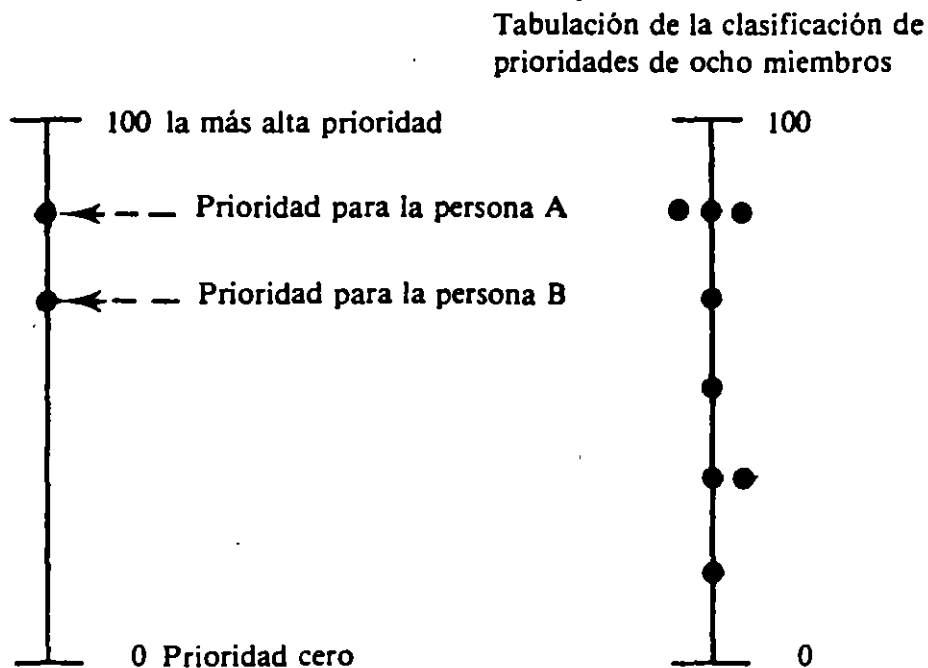 Tabulación de la clasificación de
prioridades de ocho miembros
100 la más alta prioridad
100
Prioridad para la persona A
Prioridad para la persona B
0 Prioridad cero
0